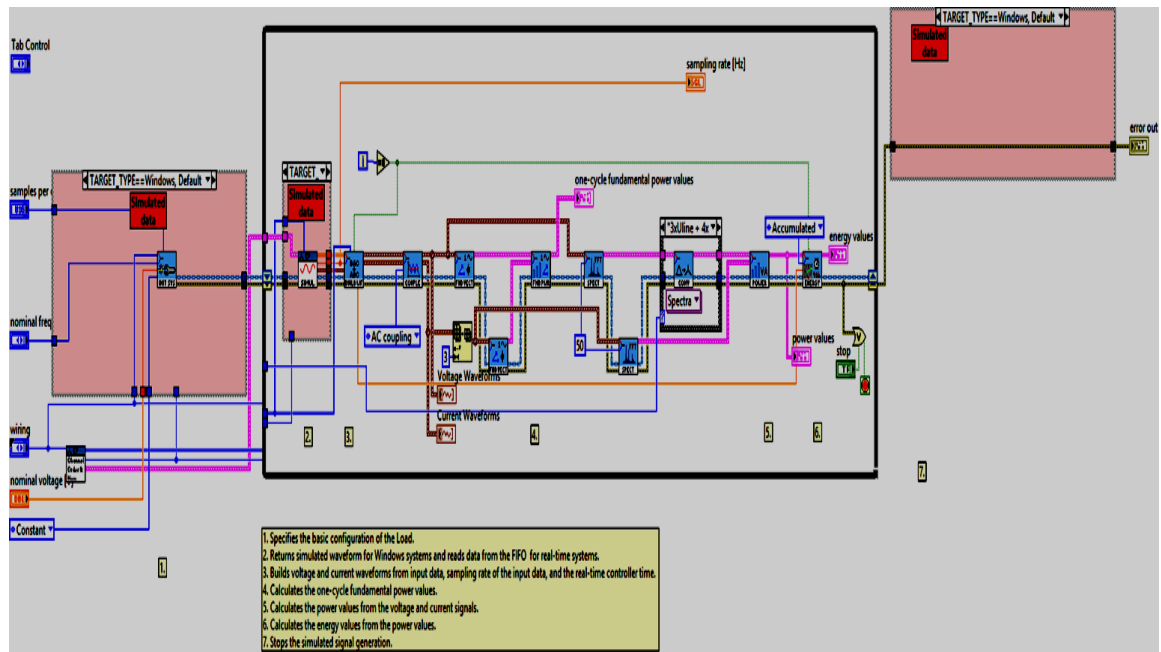 TARGET_TYPE==Windows, Default
Simulated
data
Tab Control
sampling rate [Hz]
error out
TARGET_TYPE==Windows, Default
Simulated
data
samples per
TARGET_
Simulated
data
one-cycle fundamental power values
"3xUline + 4x
Accumulated
energy values
SIMUL
SPECT
CONV
POWER
ENERGY
Spectra
nominal freq
AC coupling
3
50
SPECT
power values
stop
Voltage Waveforms
Current Waveforms
wiring
2.
3.
4.
5.
6.
7.
nominal voltage
Constant
1.
1. Specifies the basic configuration of the Load.
2. Returns simulated waveform for Windows systems and reads data from the FIFO for real-time systems.
3. Builds voltage and current waveforms from input data, sampling rate of the input data, and the real-time controller time.
4. Calculates the one-cycle fundamental power values.
5. Calculates the power values from the voltage and current signals.
6. Calculates the energy values from the power values.
7. Stops the simulated signal generation.